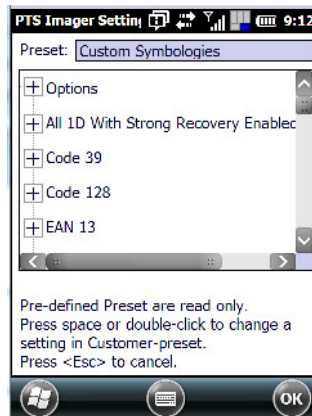 PTS Imager Settin 9:12
Preset: Custom Symbologies
Options
All 1D With Strong Recovery Enablec
Code 39
Code 128
EAN 13
Pre-defined Preset are read only.
Press space or double-click to change a
setting in Customer-preset.
Press <Esc> to cancel.
OK